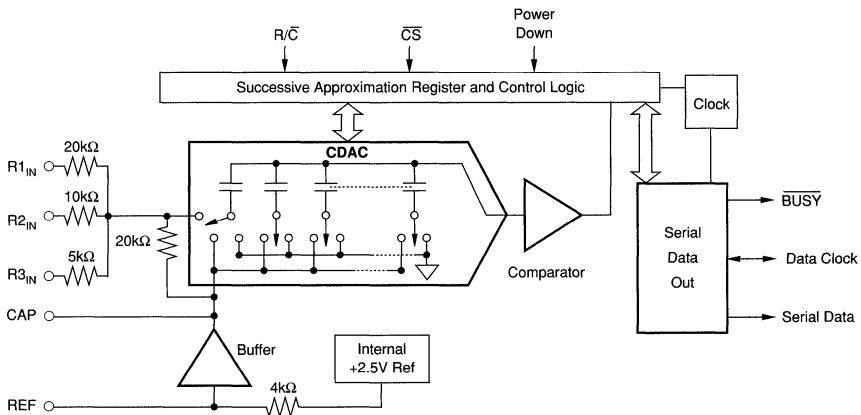 R/C̅
C̅S̅
Power
Down
Successive Approximation Register and Control Logic
Clock
CDAC
20kΩ
R1IN
10kΩ
R2IN
20kΩ
5kΩ
R3IN
CAP
Comparator
Serial
Data
Out
B̅U̅S̅Y̅
Data Clock
Serial Data
Buffer
Internal
+2.5V Ref
4kΩ
REF